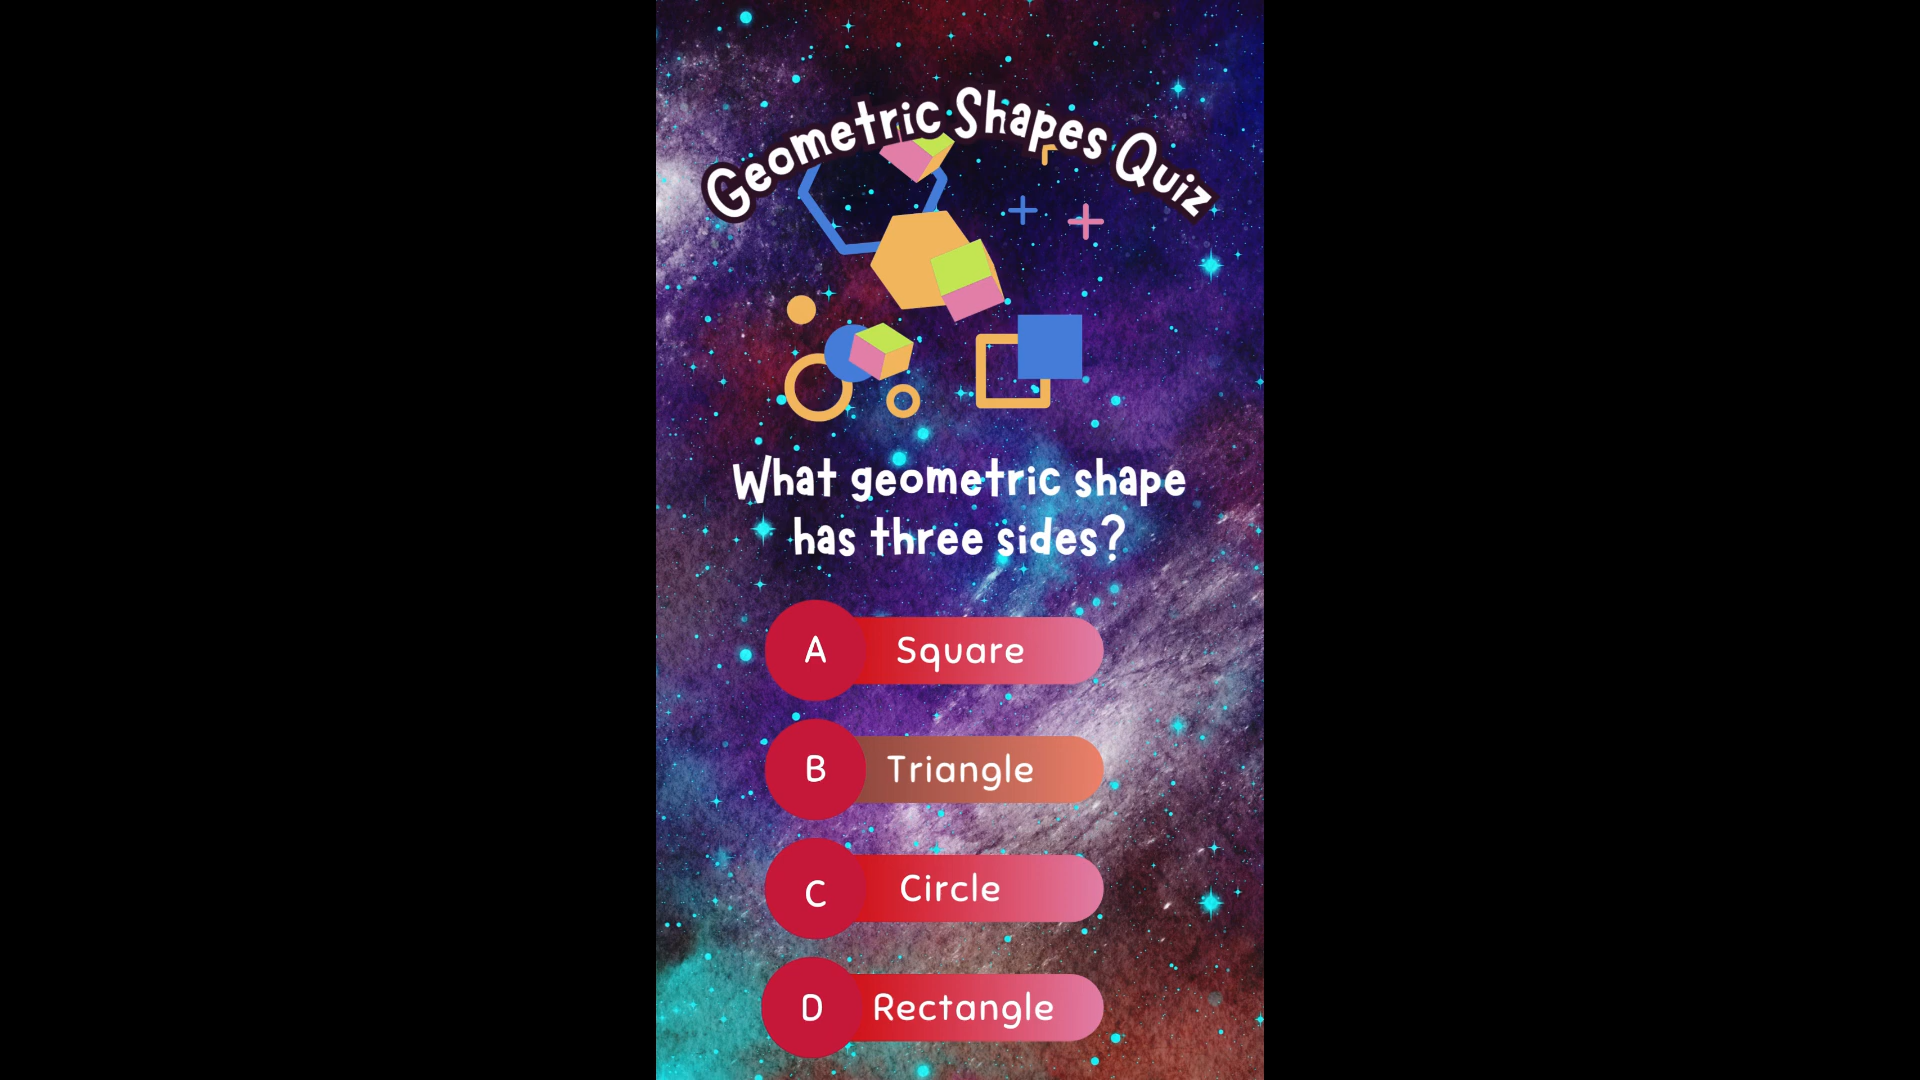 Geometric Shapes Quiz
What geometric shape
has three sides?
A Square
B Triangle
C Circle
D Rectangle